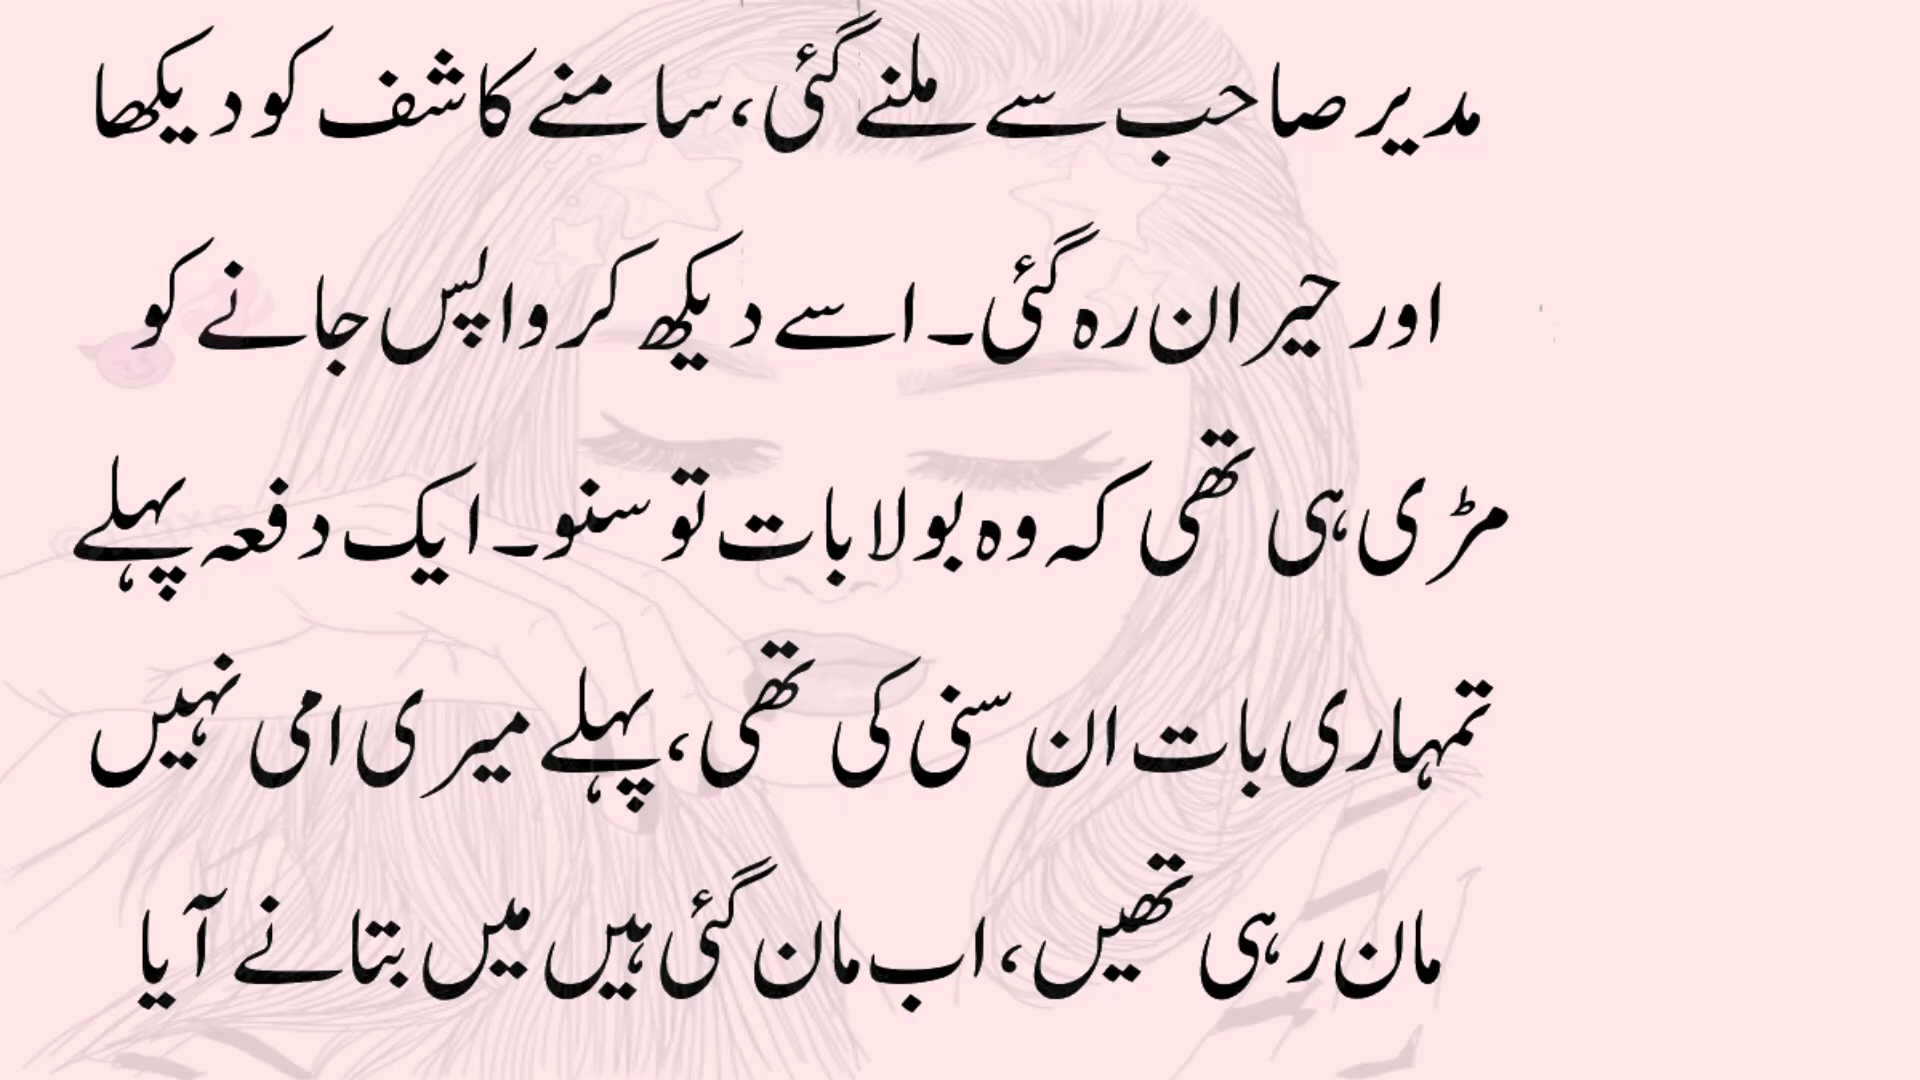 مدیر صاحب سے ملنے گئی، سامنے کاشف کو دیکھا
اور حیران رہ گئی۔ اسے دیکھ کر واپس جانے کو
مڑی ہی تھی کہ وہ بولا بات تو سنو۔ ایک دفعہ پہلے
تمہاری بات ان سنی کی تھی، پہلے میری امی نہیں
مان رہی تھیں، اب مان گئی ہیں میں بتانے آیا